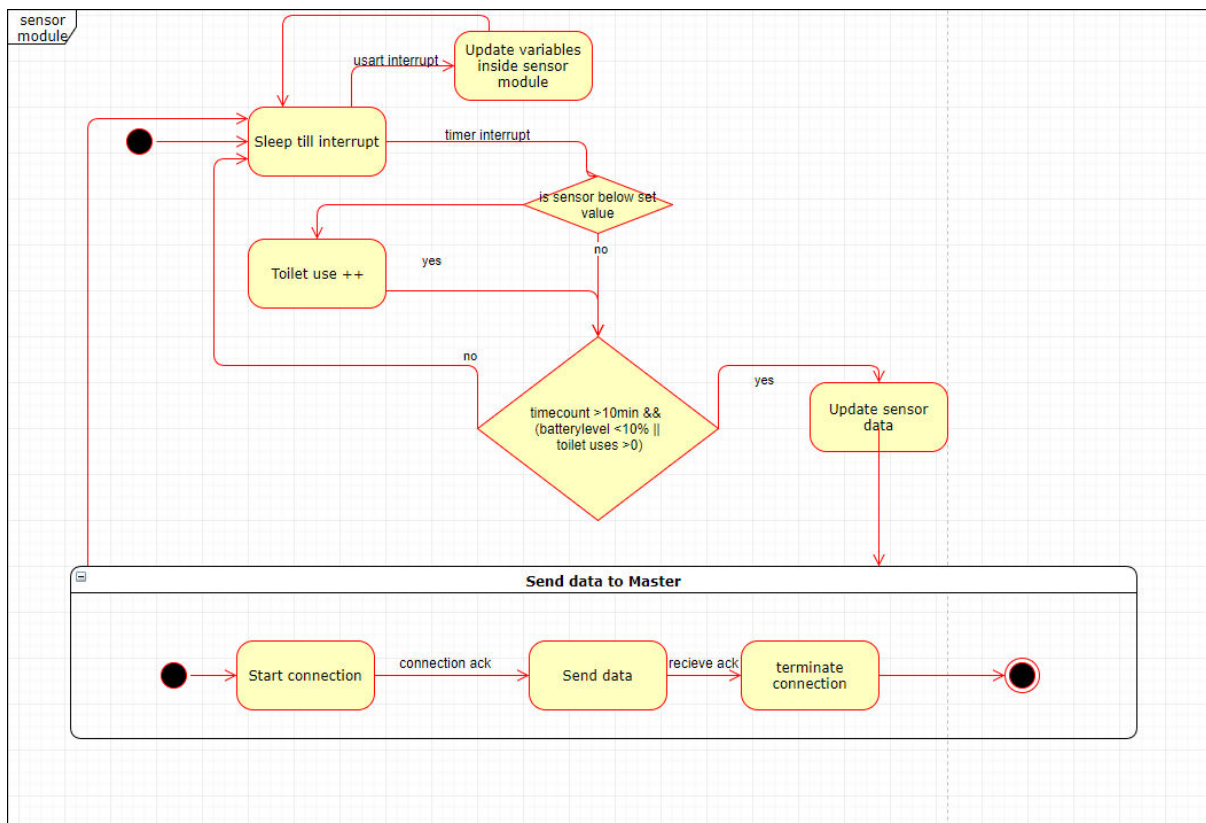 sensor
module
Update variables
inside sensor
module
usart interrupt
Sleep till interrupt
timer interrupt
is sensor below set
value
no
Toilet use ++
yes
no
timecount >10min &&
(batterylevel <10% ||
toilet uses >0)
yes
Update sensor
data
Send data to Master
Start connection
connection ack
Send data
recieve ack
terminate
connection